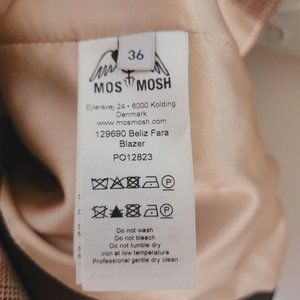 36
MOS MOSH
Ejlersvej 24 • 6000 Kolding
Denmark
www.mosmosh.com
129690 Beliz Fara
Blazer
PO12823
Do not wash
Do not bleach
Do not tumble dry
Iron at low temperature
Professional gentle dry clean